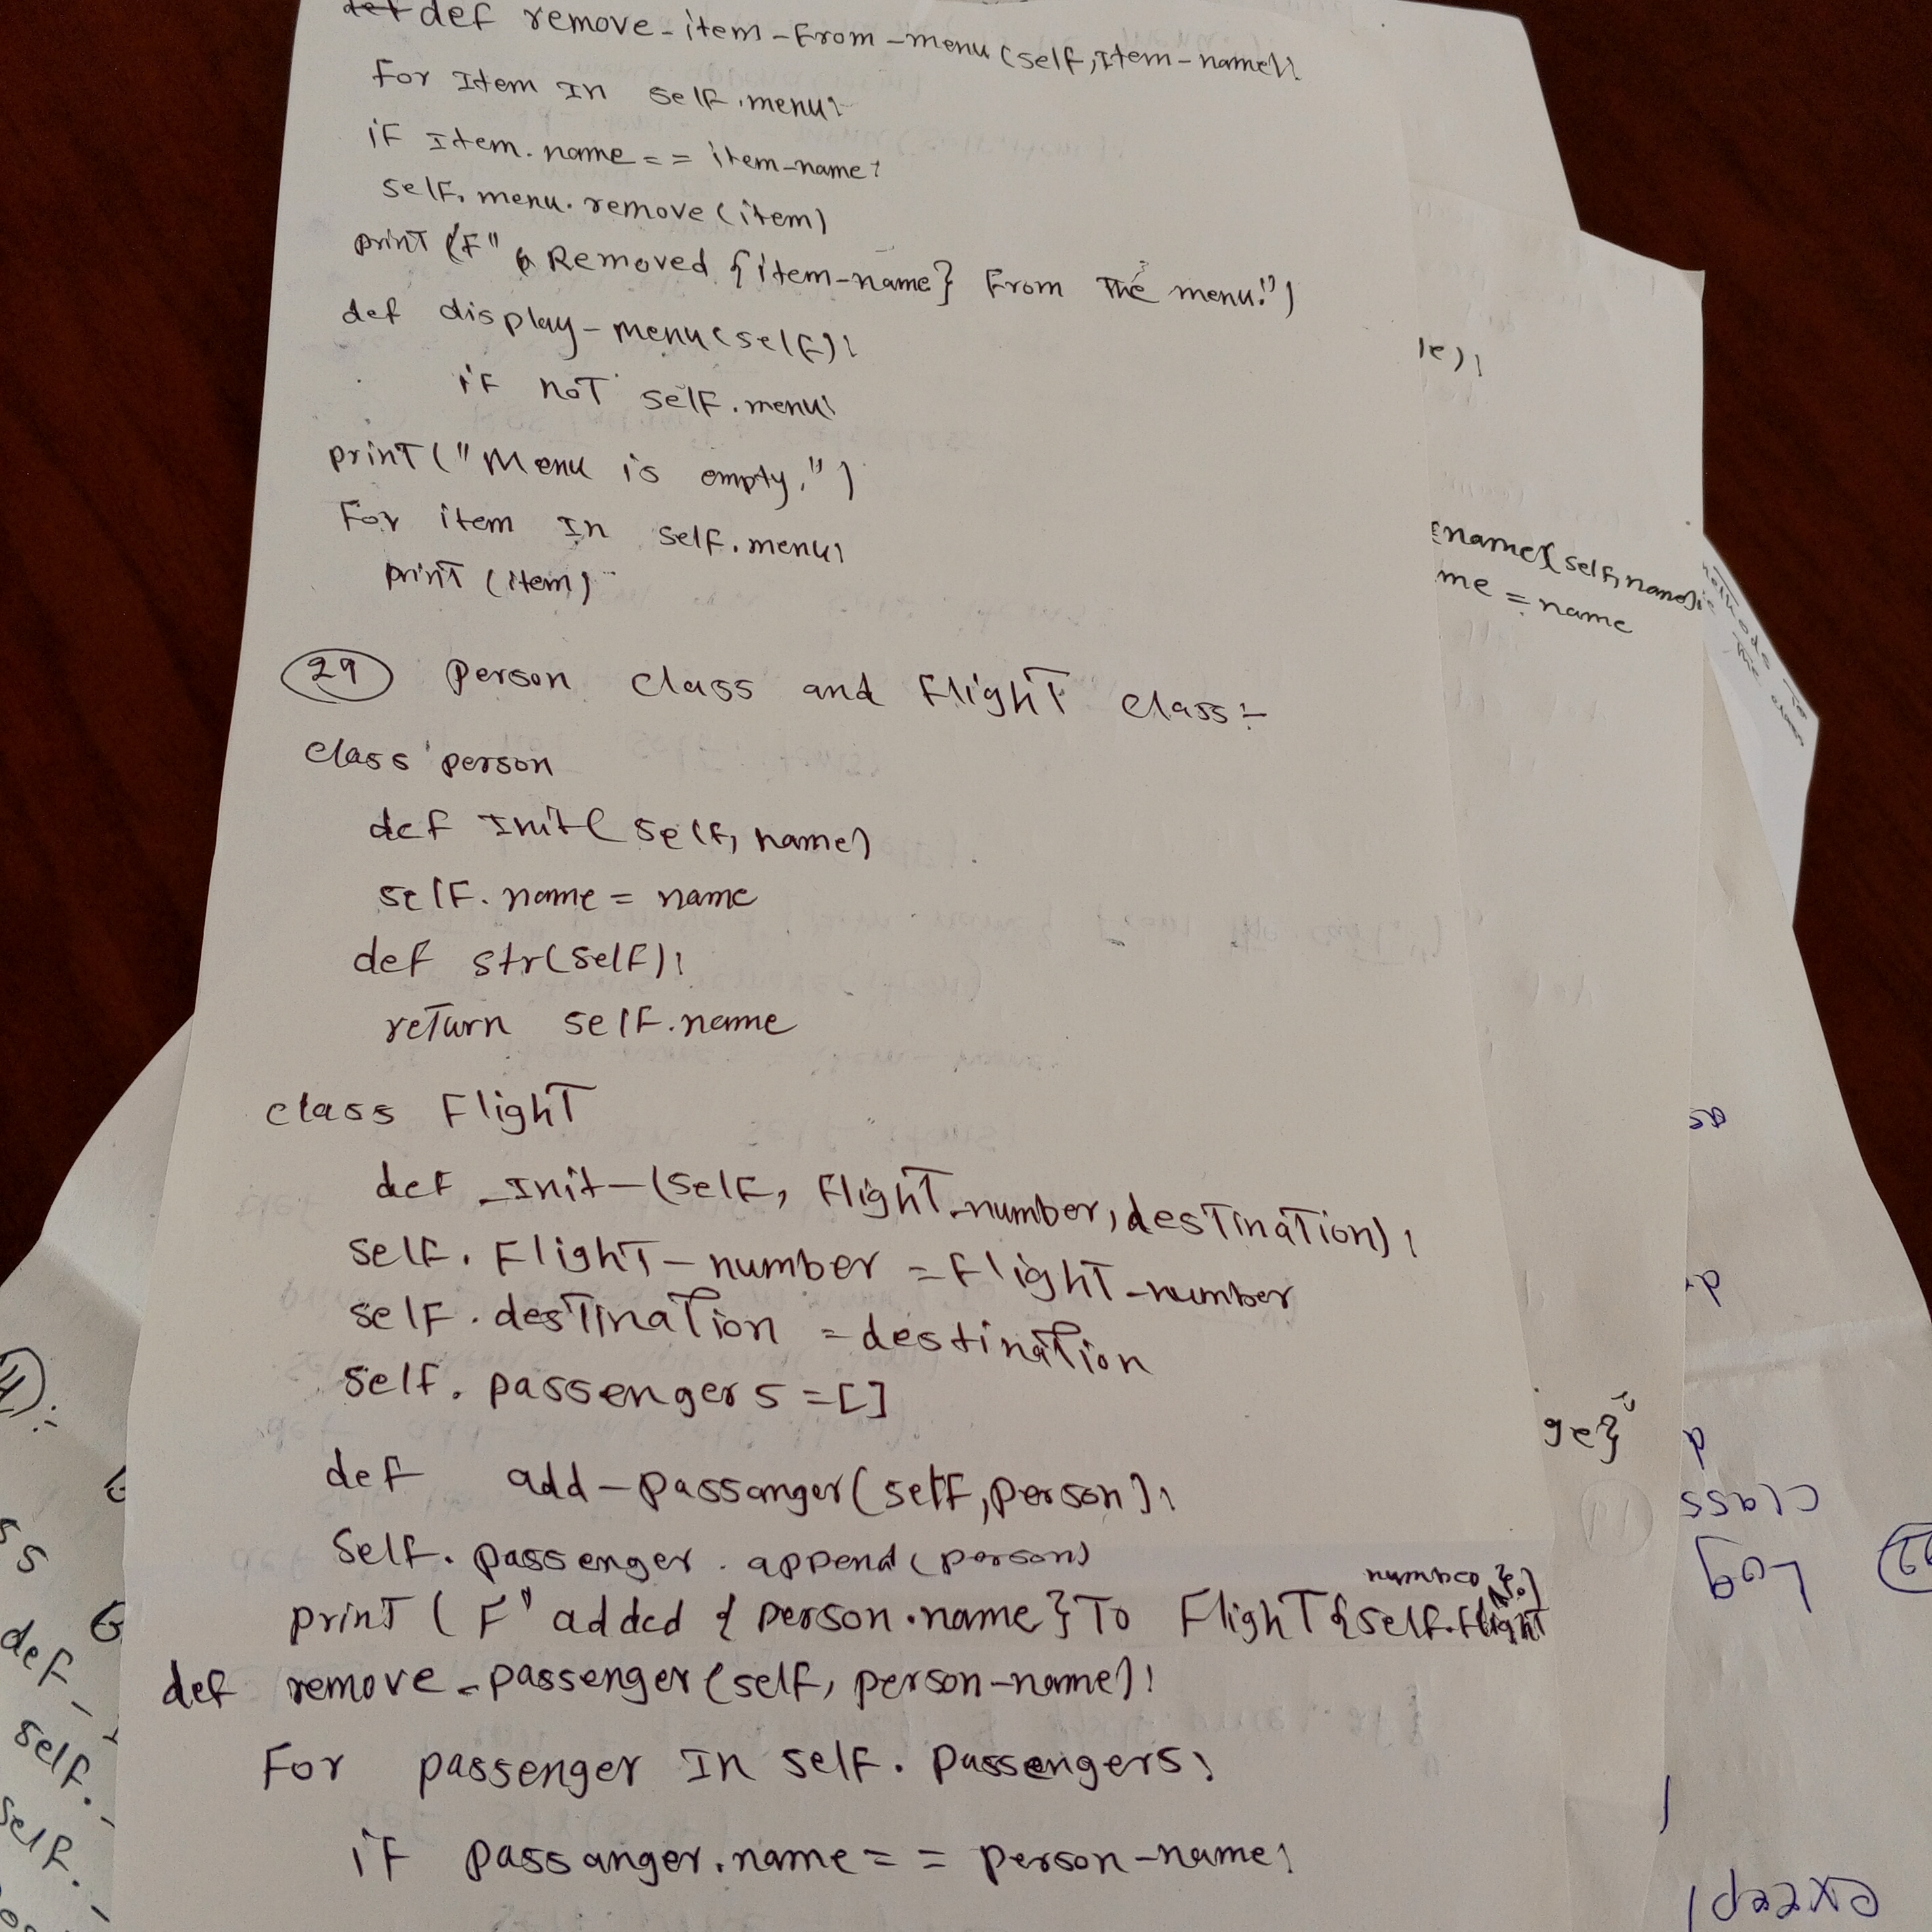 def remove-item-From-menu(self,Item-name):
For Item In self.menu:
if Item.name == item-name:
self.menu.remove(item)
print(F" Removed {item-name} From The menu.")
def display-menu(self):
if noT self.menu:
prinT("Menu is empty.")
For item In self.menu:
prinT(item)
29 person class and FlighT class:-
class person
def Init(self, name)
self.name = name
def str(self):
reTurn self.name
class FlighT
def _Init_(self, FlighT_number,desTinaTion):
self.FlighT-number = FlighT-number
self.desTinaTion = destinaTion
self.passengers = []
def add-passanger(self,person):
self.passenger.append(person)
prinT (F" added {person.name} To FlighT{self.flighT number}.)
def remove-passenger(self, person-name):
For passenger In self.passengers:
iF passanger.name == person-name:
le):
name(self,name):
me = name
ge}
class
Log
except
ss
def_
self.
self.